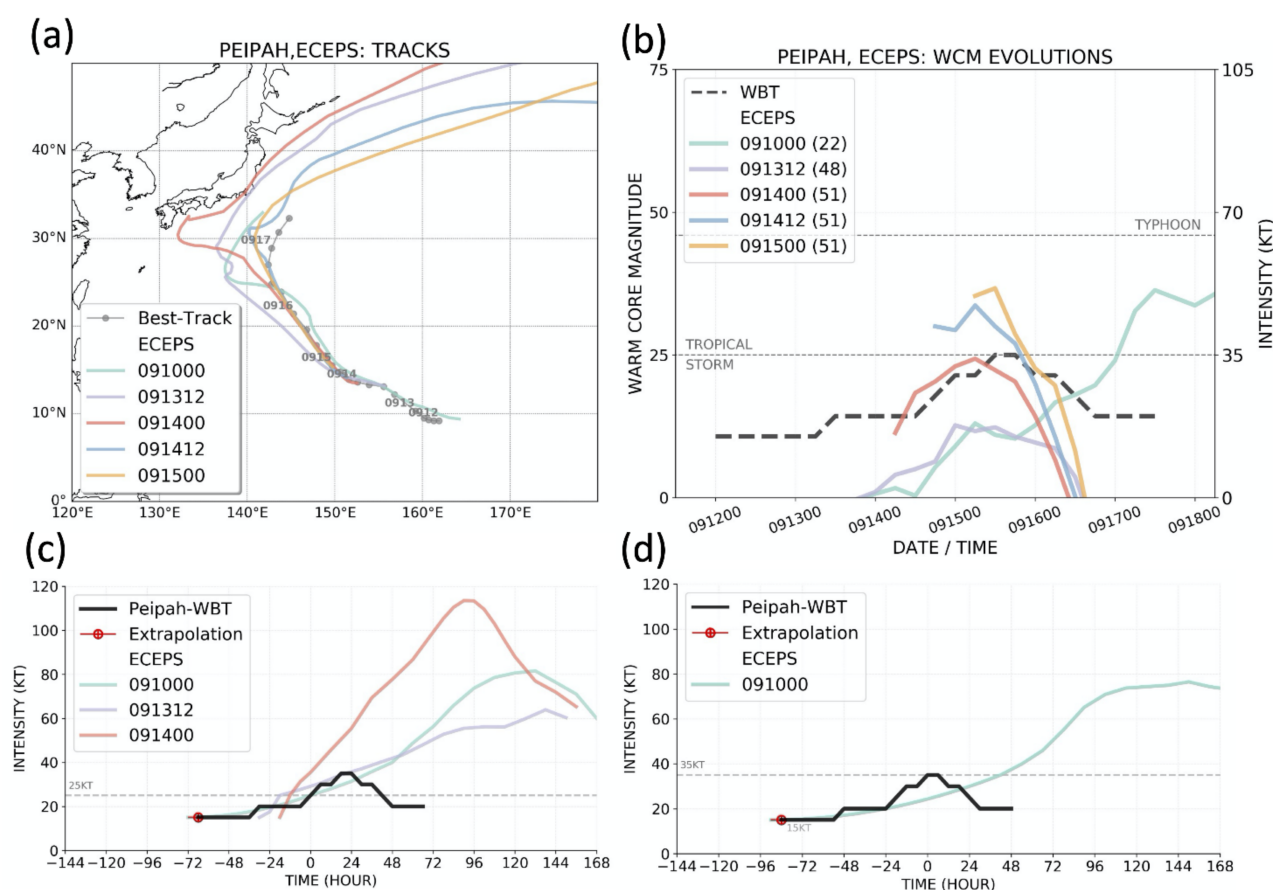 (a)
PEIPAH,ECEPS: TRACKS
40°N
30°N
20°N
10°N
0°
120°E
130°E
140°E
150°E
160°E
170°E
0917
0916
0915
0914
0913
0912
Best-Track
ECEPS
091000
091312
091400
091412
091500
(b)
PEIPAH, ECEPS: WCM EVOLUTIONS
75
50
25
0
WARM CORE MAGNITUDE
105
70
35
0
INTENSITY (KT)
WBT
ECEPS
091000 (22)
091312 (48)
091400 (51)
091412 (51)
091500 (51)
TYPHOON
TROPICAL
STORM
091200
091300
091400
091500
091600
091700
091800
DATE / TIME
(c)
120
100
80
60
40
20
0
INTENSITY (KT)
Peipah-WBT
Extrapolation
ECEPS
091000
091312
091400
25KT
−144
−120
−96
−72
−48
−24
0
24
48
72
96
120
144
168
TIME (HOUR)
(d)
120
100
80
60
40
20
0
INTENSITY (KT)
Peipah-WBT
Extrapolation
ECEPS
091000
35KT
15KT
−144
−120
−96
−72
−48
−24
0
24
48
72
96
120
144
168
TIME (HOUR)